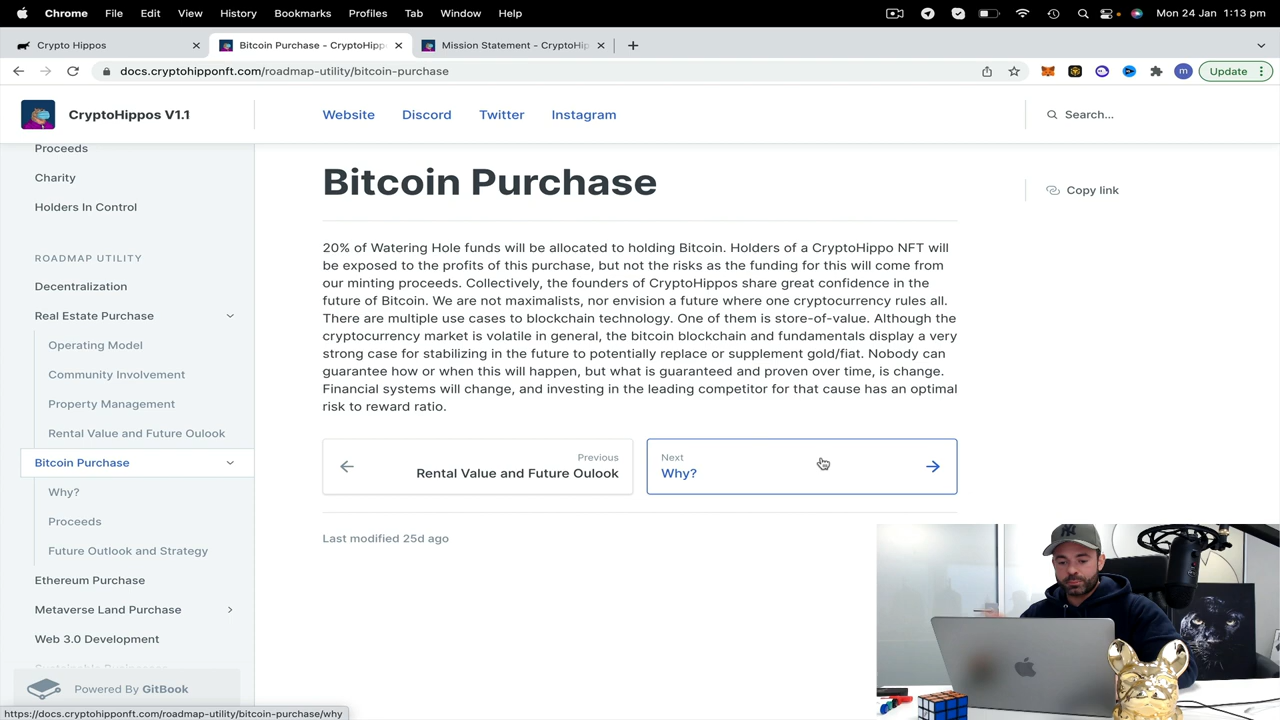 Chrome File Edit View History Bookmarks Profiles Tab Window Help Mon 24 Jan 1:13 pm
Crypto Hippos
Bitcoin Purchase - CryptoHipp
Mission Statement - CryptoHip
docs.cryptohipponft.com/roadmap-utility/bitcoin-purchase
m
Update
CryptoHippos V1.1
Website Discord Twitter Instagram
Search...
Proceeds
Charity
Holders In Control
ROADMAP UTILITY
Decentralization
Real Estate Purchase
Operating Model
Community Involvement
Property Management
Rental Value and Future Oulook
Bitcoin Purchase
Why?
Proceeds
Future Outlook and Strategy
Ethereum Purchase
Metaverse Land Purchase
Web 3.0 Development
Sustainable Businesses
Powered By GitBook
Bitcoin Purchase
Copy link
20% of Watering Hole funds will be allocated to holding Bitcoin. Holders of a CryptoHippo NFT will
be exposed to the profits of this purchase, but not the risks as the funding for this will come from
our minting proceeds. Collectively, the founders of CryptoHippos share great confidence in the
future of Bitcoin. We are not maximalists, nor envision a future where one cryptocurrency rules all.
There are multiple use cases to blockchain technology. One of them is store-of-value. Although the
cryptocurrency market is volatile in general, the bitcoin blockchain and fundamentals display a very
strong case for stabilizing in the future to potentially replace or supplement gold/fiat. Nobody can
guarantee how or when this will happen, but what is guaranteed and proven over time, is change.
Financial systems will change, and investing in the leading competitor for that cause has an optimal
risk to reward ratio.
Previous
Rental Value and Future Oulook
Next
Why?
Last modified 25d ago
https://docs.cryptohipponft.com/roadmap-utility/bitcoin-purchase/why